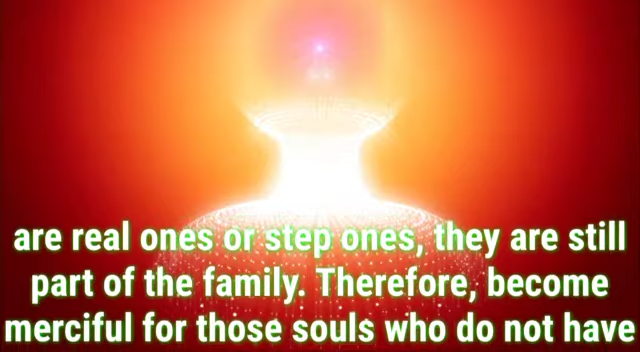 are real ones or step ones, they are still
part of the family. Therefore, become
merciful for those souls who do not have